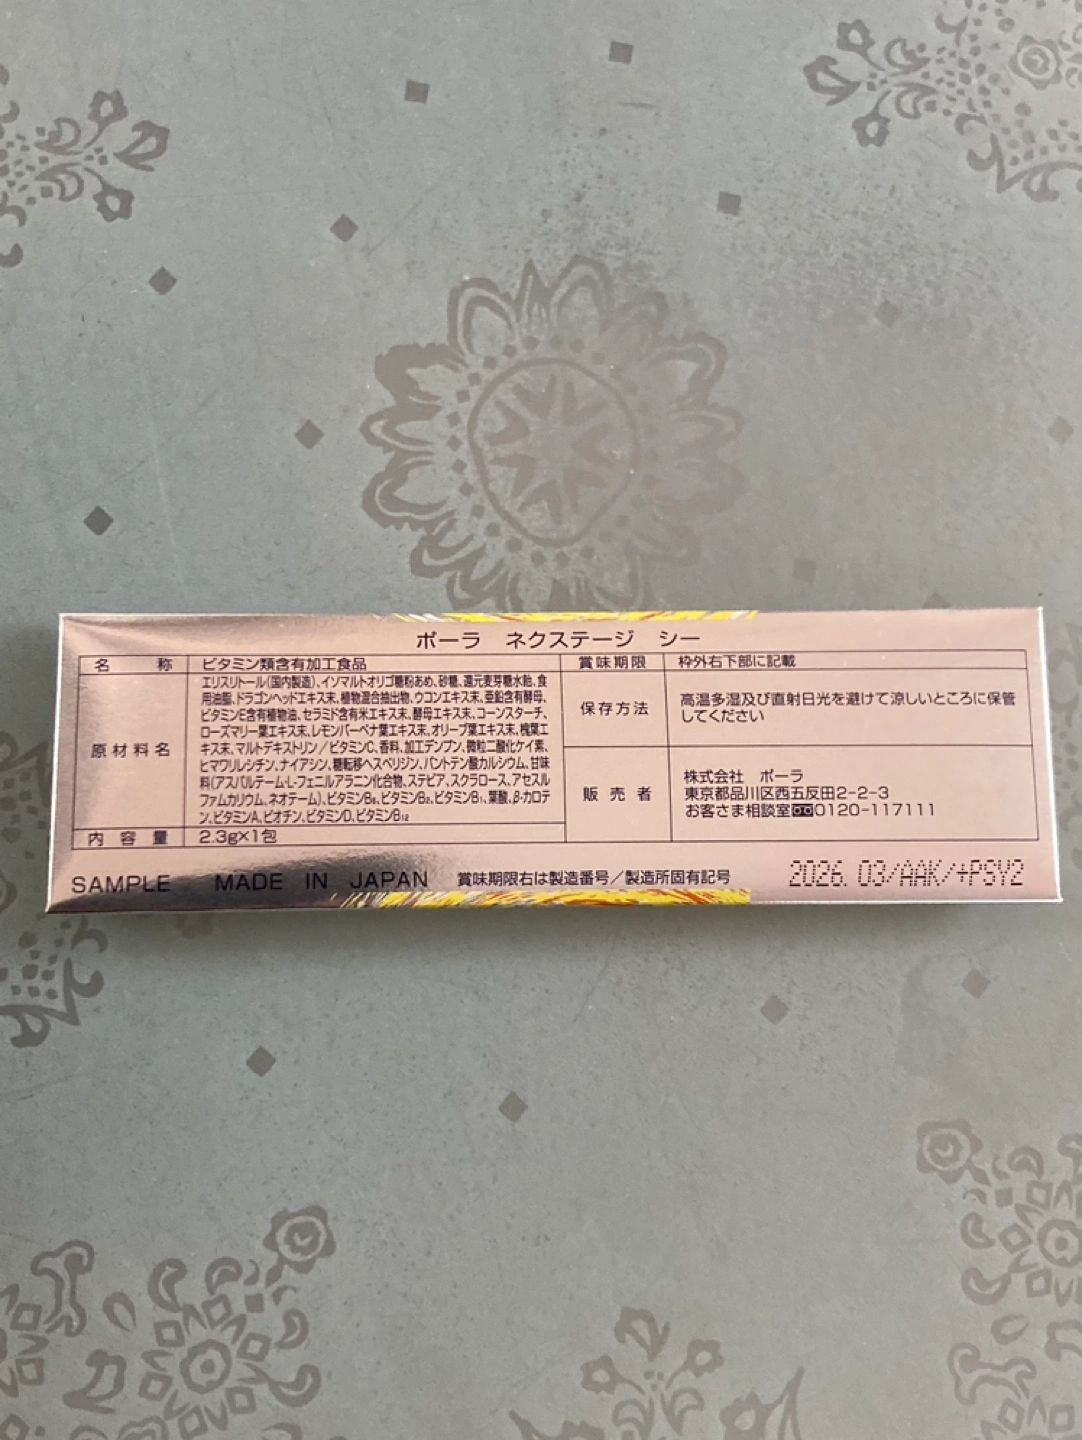 ポーラ ネクステージ シー
名称 ビタミン類含有加工食品
原材料名
エリスリトール(国内製造)、イソマルトオリゴ糖粉あめ、砂糖、還元麦芽糖水飴、食
用油脂、ドラゴンヘッドエキス末、植物混合抽出物、ウコンエキス末、亜鉛含有酵母、
ビタミンE含有植物油、セラミド含有米エキス末、酵母エキス末、コーンスターチ、
ローズマリー葉エキス末、レモンバーベナ葉エキス末、オリーブ葉エキス末、槐葉エ
キス末、マルトデキストリン/ビタミンC、香料、加工デンプン、微粒二酸化ケイ素、
ヒマワリレシチン、ナイアシン、糖転移ヘスペリジン、パントテン酸カルシウム、甘味
料(アスパルテーム・L-フェニルアラニン化合物、ステビア、スクラロース、アセスル
ファムカリウム、ネオテーム)、ビタミンB₆、ビタミンB₂、ビタミンB₁、葉酸、β-カロテ
ン、ビタミンA、ビオチン、ビタミンD、ビタミンB₁₂
内容量 2.3g×1包
賞味期限 枠外右下部に記載
保存方法
高温多湿及び直射日光を避けて涼しいところに保管
してください
販売者
株式会社 ポーラ
東京都品川区西五反田2-2-3
お客さま相談室0120-117111
SAMPLE MADE IN JAPAN 賞味期限右は製造番号/製造所固有記号 2026.03/AAK/+PSY2